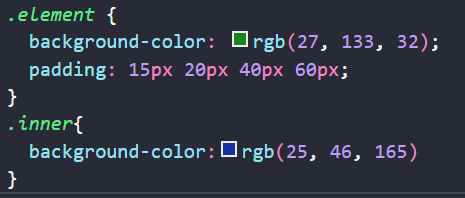 .element {
  background-color: rgb(27, 133, 32);
  padding: 15px 20px 40px 60px;
}
.inner{
  background-color: rgb(25, 46, 165)
}